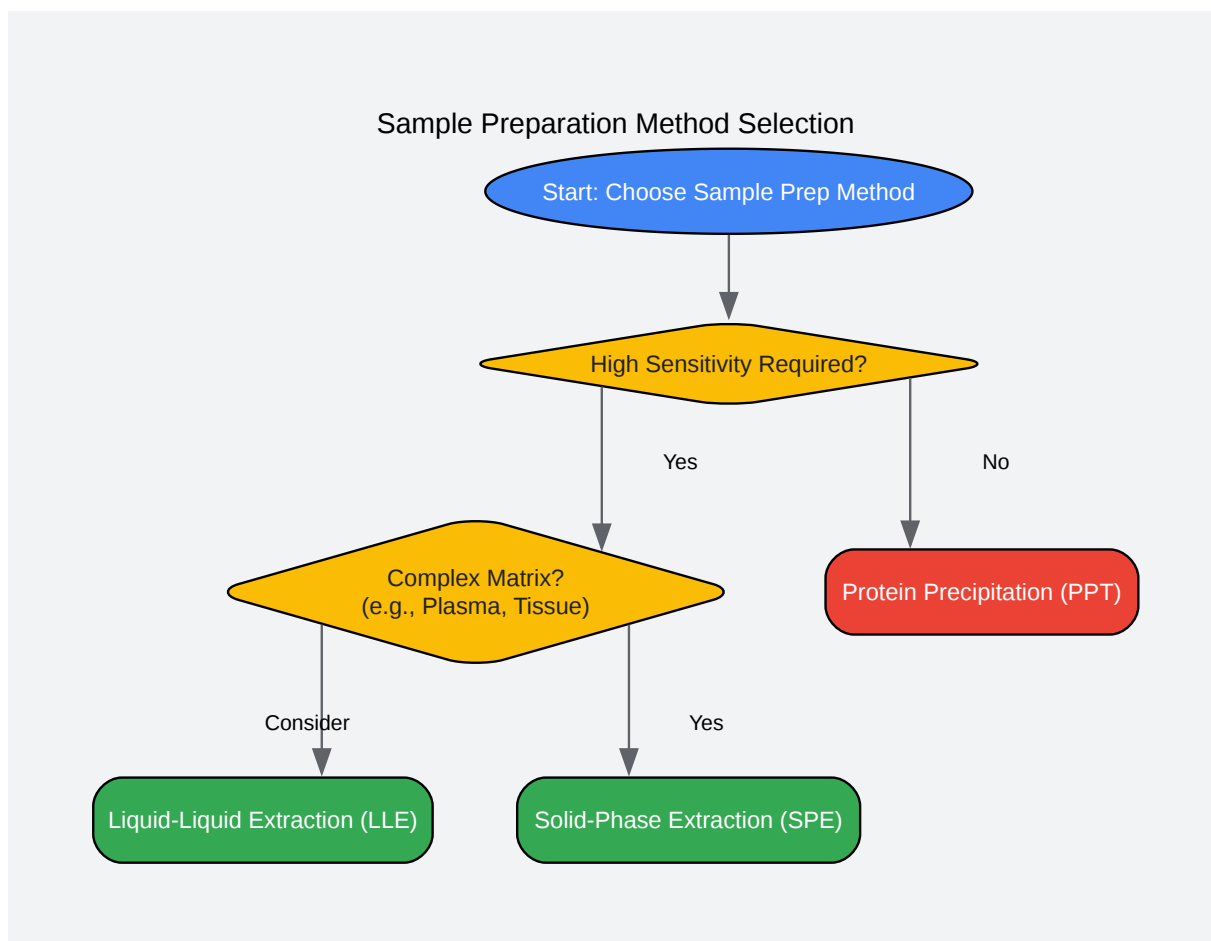 Sample Preparation Method Selection
Start: Choose Sample Prep Method
High Sensitivity Required?
Yes
No
Complex Matrix?
(e.g., Plasma, Tissue)
Protein Precipitation (PPT)
Consider
Yes
Liquid-Liquid Extraction (LLE)
Solid-Phase Extraction (SPE)